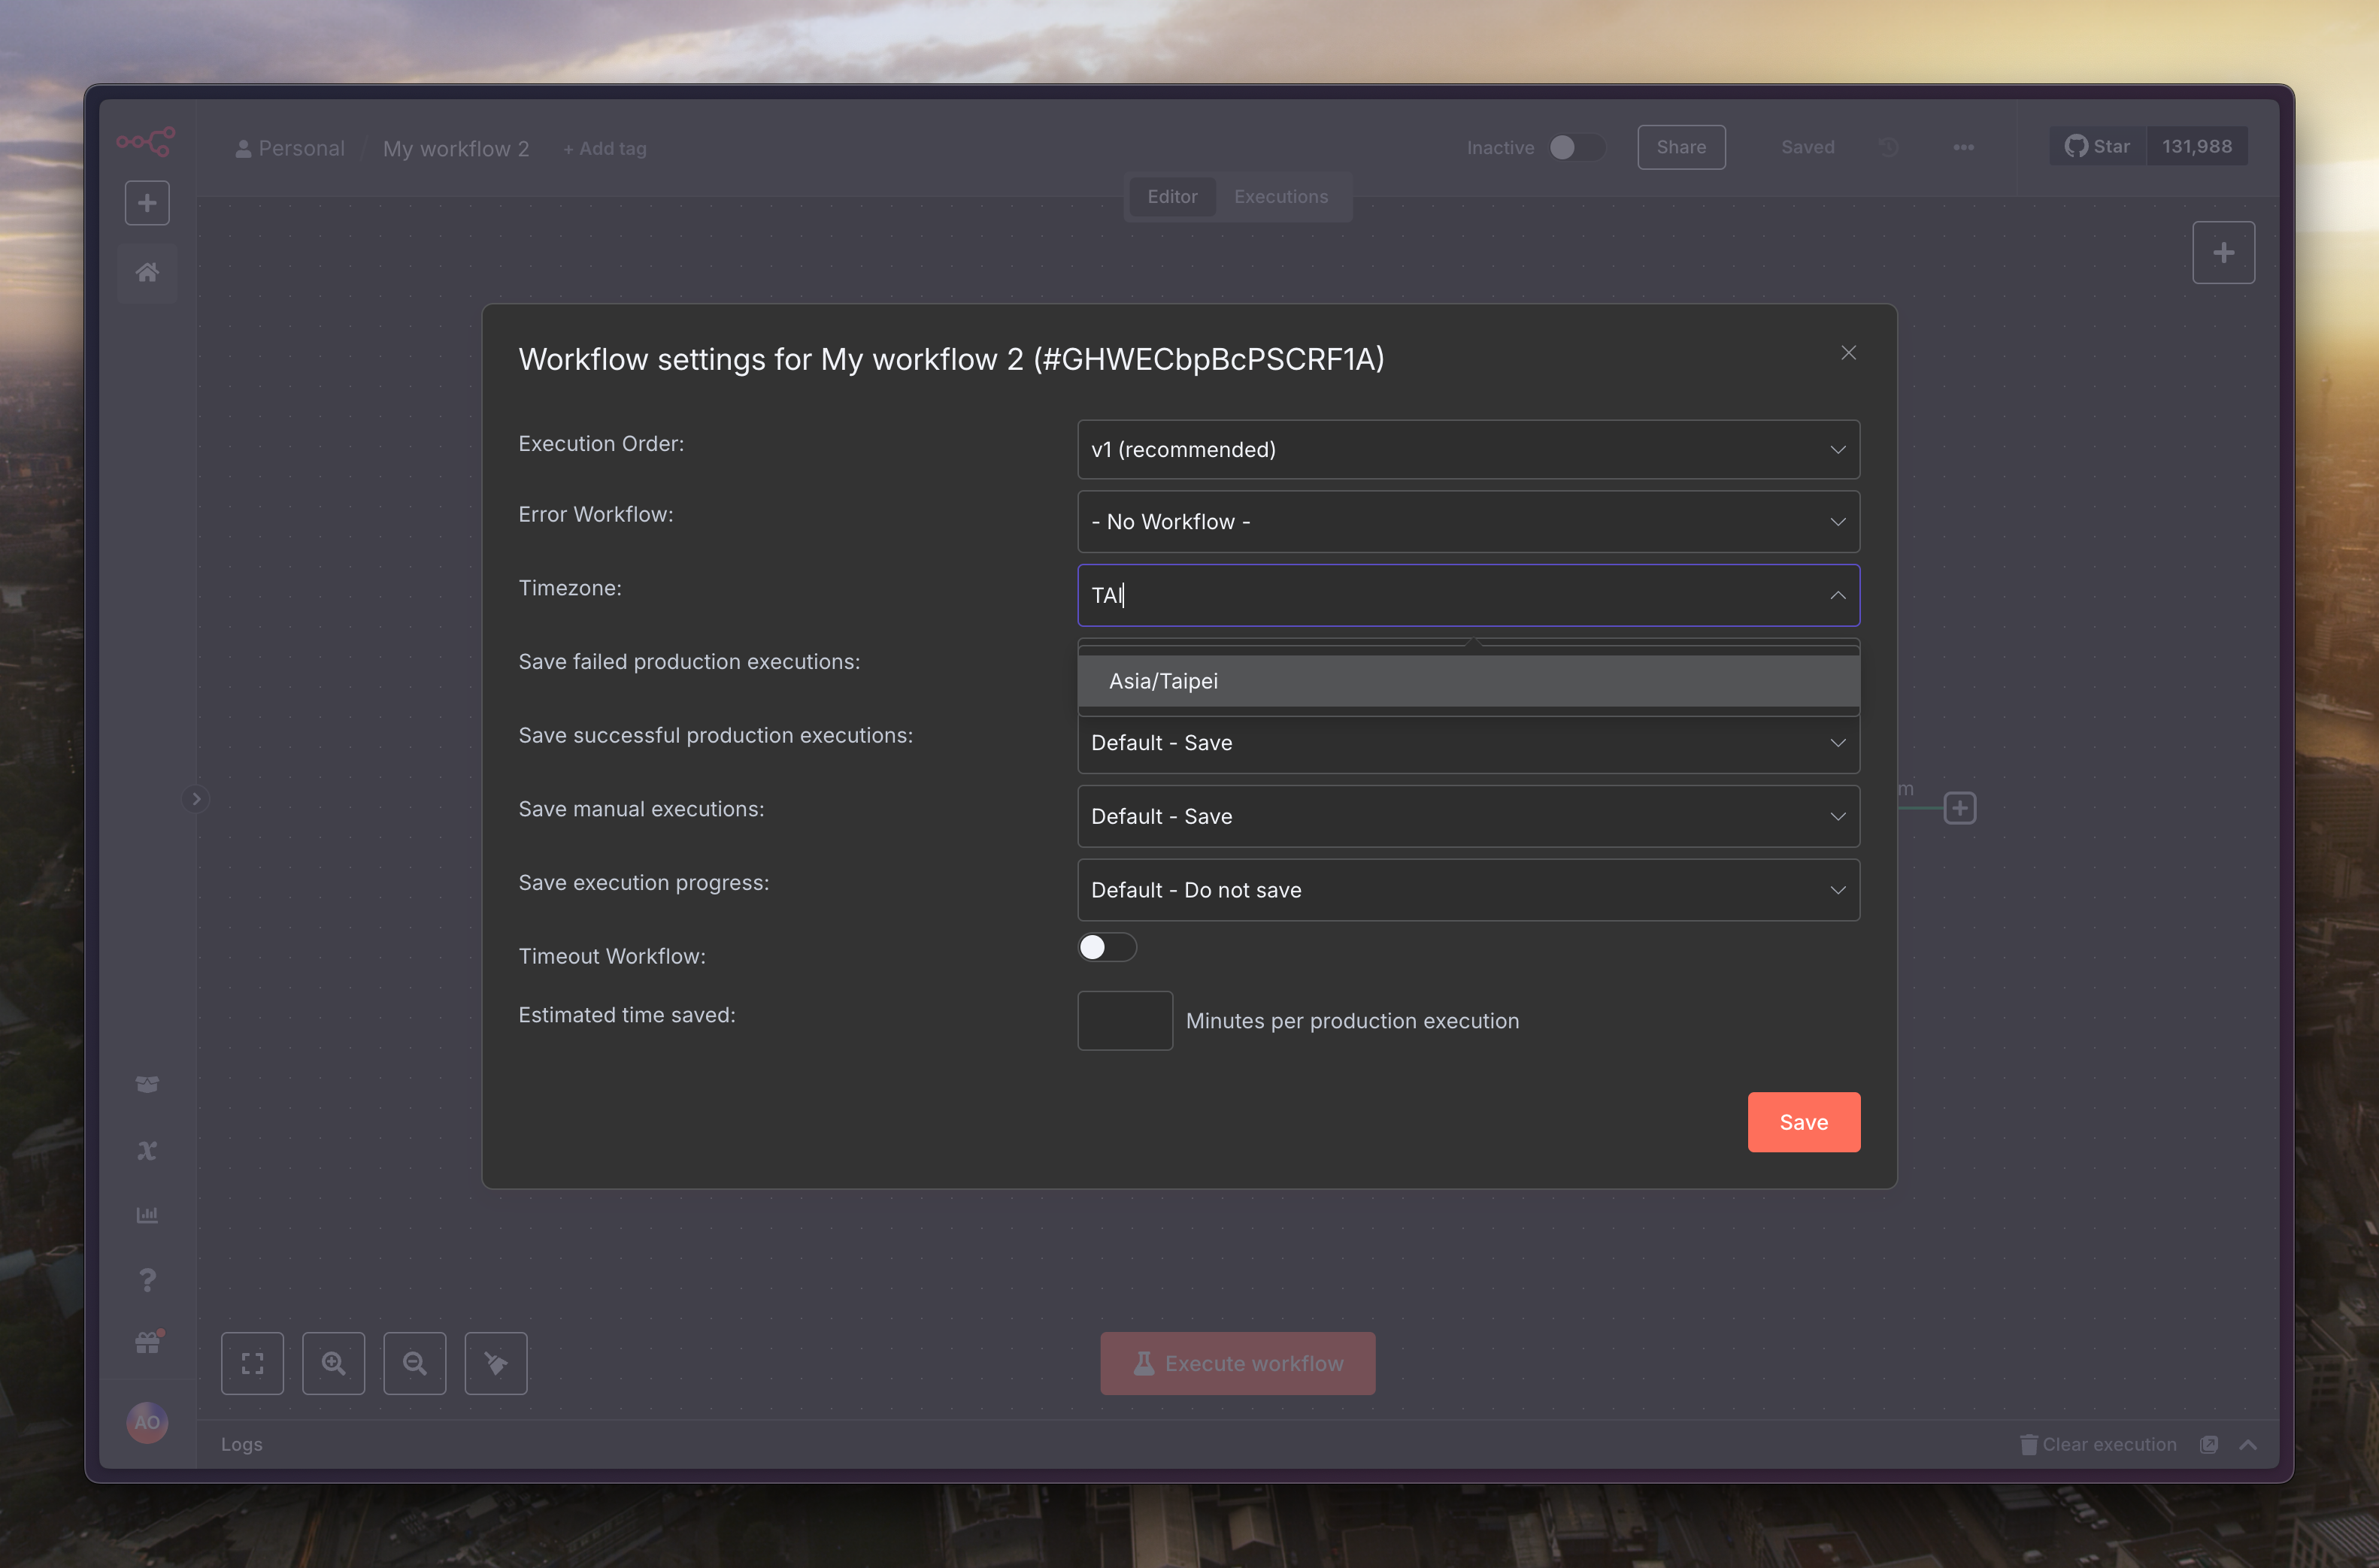 Personal / My workflow 2 + Add tag
Inactive Share Saved ••• Star 131,988
Editor Executions
Workflow settings for My workflow 2 (#GHWECbpBcPSCRF1A)
Execution Order: v1 (recommended)
Error Workflow: - No Workflow -
Timezone: TAI
Save failed production executions: Asia/Taipei
Save successful production executions: Default - Save
Save manual executions: Default - Save
m
Save execution progress: Default - Do not save
Timeout Workflow:
Estimated time saved: Minutes per production execution
Save
Execute workflow
AO
Logs Clear execution